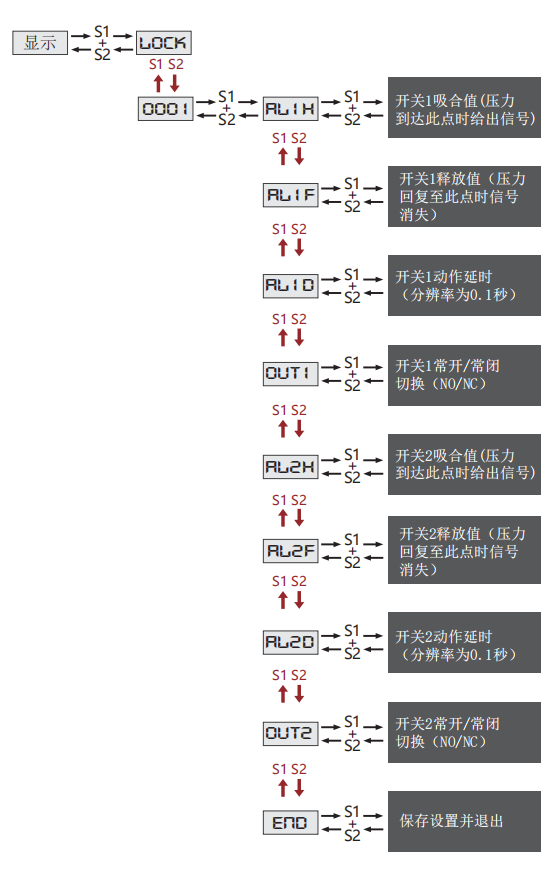 显示
S1
+
S2
LOCK
S1 S2
0001
S1
+
S2
AL1H
S1
+
S2
开关1吸合值(压力
到达此点时给出信号)
S1 S2
AL1F
S1
+
S2
开关1释放值（压力
回复至此点时信号
消失）
S1 S2
AL1D
S1
+
S2
开关1动作延时
（分辨率为0.1秒）
S1 S2
OUT1
S1
+
S2
开关1常开/常闭
切换（NO/NC）
S1 S2
AL2H
S1
+
S2
开关2吸合值(压力
到达此点时给出信号)
S1 S2
AL2F
S1
+
S2
开关2释放值（压力
回复至此点时信号
消失）
S1 S2
AL2D
S1
+
S2
开关2动作延时
（分辨率为0.1秒）
S1 S2
OUT2
S1
+
S2
开关2常开/常闭
切换（NO/NC）
S1 S2
END
S1
+
S2
保存设置并退出